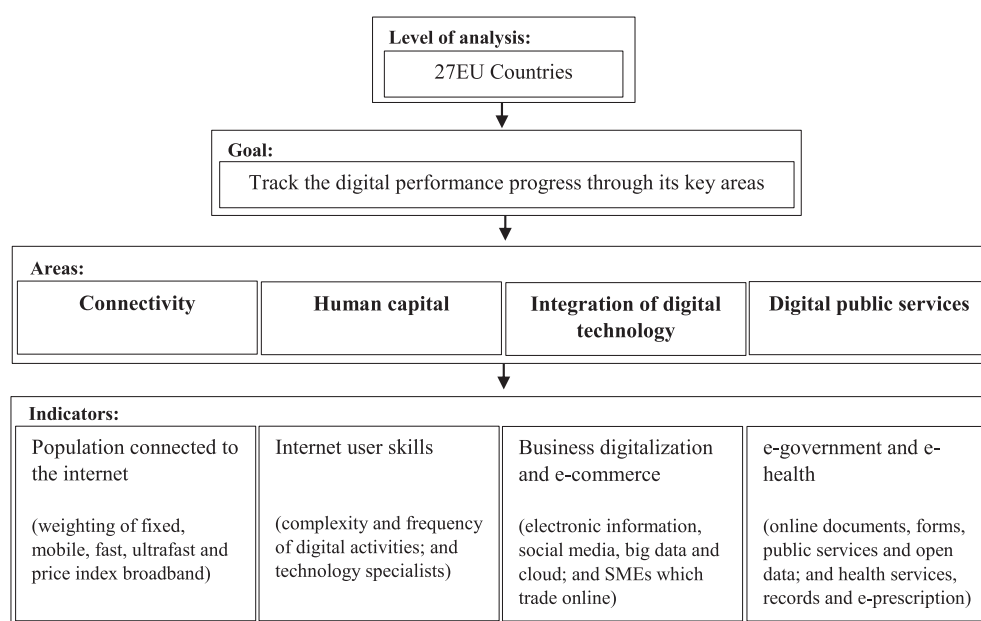 Level of analysis:
27EU Countries
Goal:
Track the digital performance progress through its key areas
Areas:
Connectivity
Human capital
Integration of digital
technology
Digital public services
Indicators:
Population connected to
the internet
(weighting of fixed,
mobile, fast, ultrafast and
price index broadband)
Internet user skills
(complexity and frequency
of digital activities; and
technology specialists)
Business digitalization
and e-commerce
(electronic information,
social media, big data and
cloud; and SMEs which
trade online)
e-government and e-
health
(online documents, forms,
public services and open
data; and health services,
records and e-prescription)